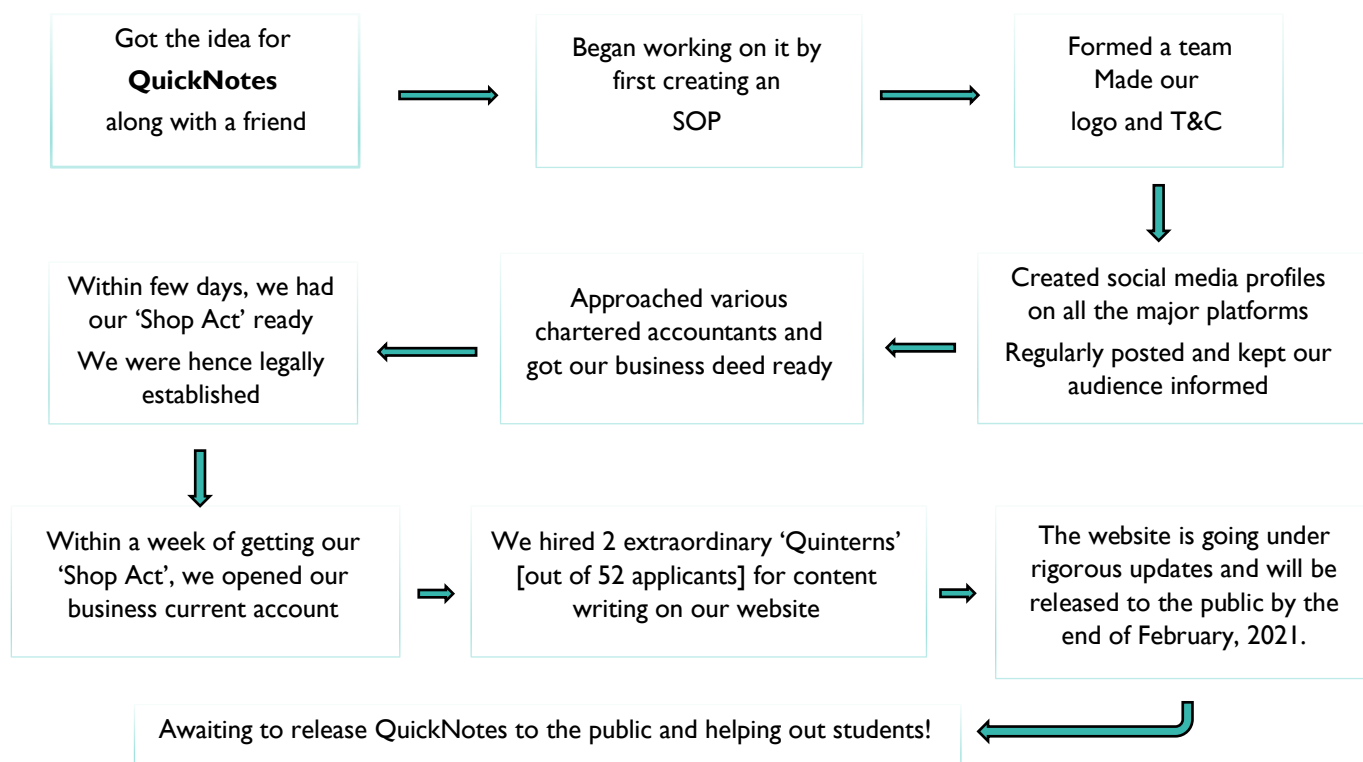 Got the idea for
QuickNotes
along with a friend
Began working on it by
first creating an
SOP
Formed a team
Made our
logo and T&C
Created social media profiles
on all the major platforms
Regularly posted and kept our
audience informed
Approached various
chartered accountants and
got our business deed ready
Within few days, we had
our ‘Shop Act’ ready
We were hence legally
established
Within a week of getting our
‘Shop Act’, we opened our
business current account
We hired 2 extraordinary ‘Quinterns’
[out of 52 applicants] for content
writing on our website
The website is going under
rigorous updates and will be
released to the public by the
end of February, 2021.
Awaiting to release QuickNotes to the public and helping out students!